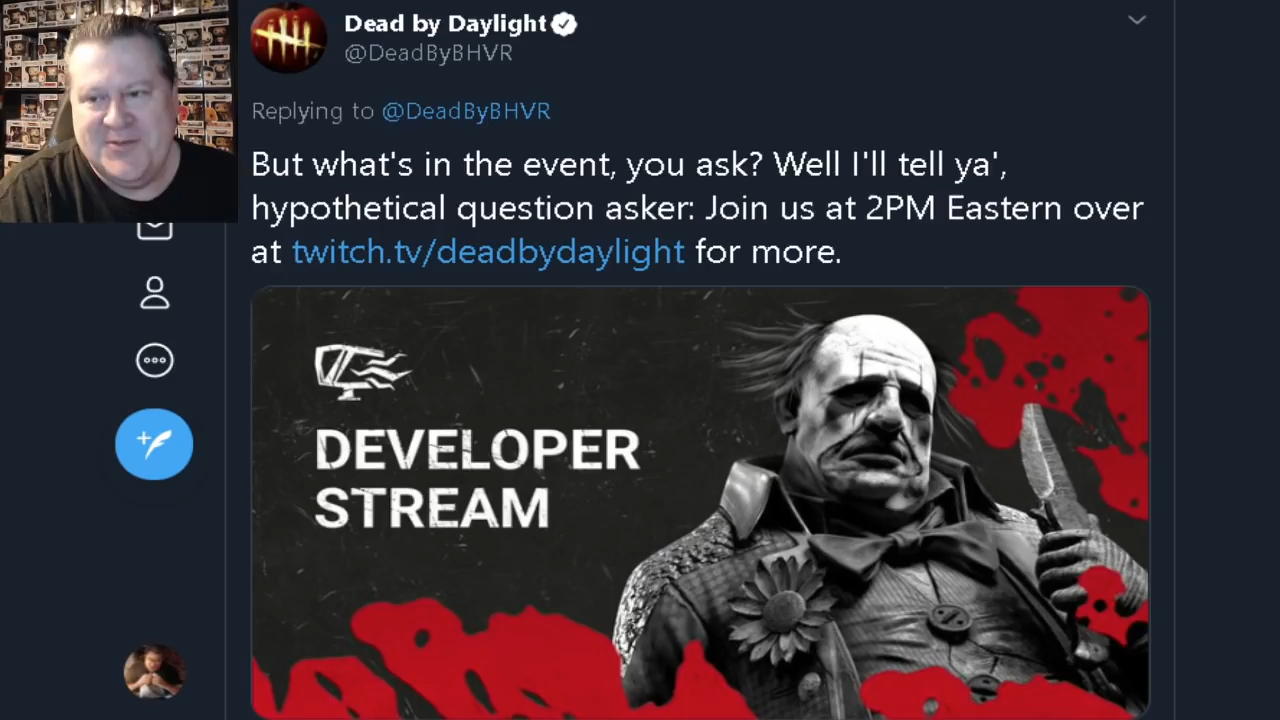 Dead by Daylight
@DeadByBHVR
Replying to @DeadByBHVR
But what's in the event, you ask? Well I'll tell ya',
hypothetical question asker: Join us at 2PM Eastern over
at twitch.tv/deadbydaylight for more.
DEVELOPER
STREAM